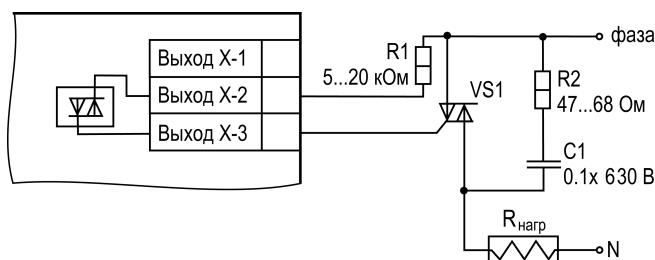 Выход X-1
Выход X-2
Выход X-3
R1
5...20 кОм
VS1
фаза
R2
47...68 Ом
C1
0.1x 630 В
Rнагр
N